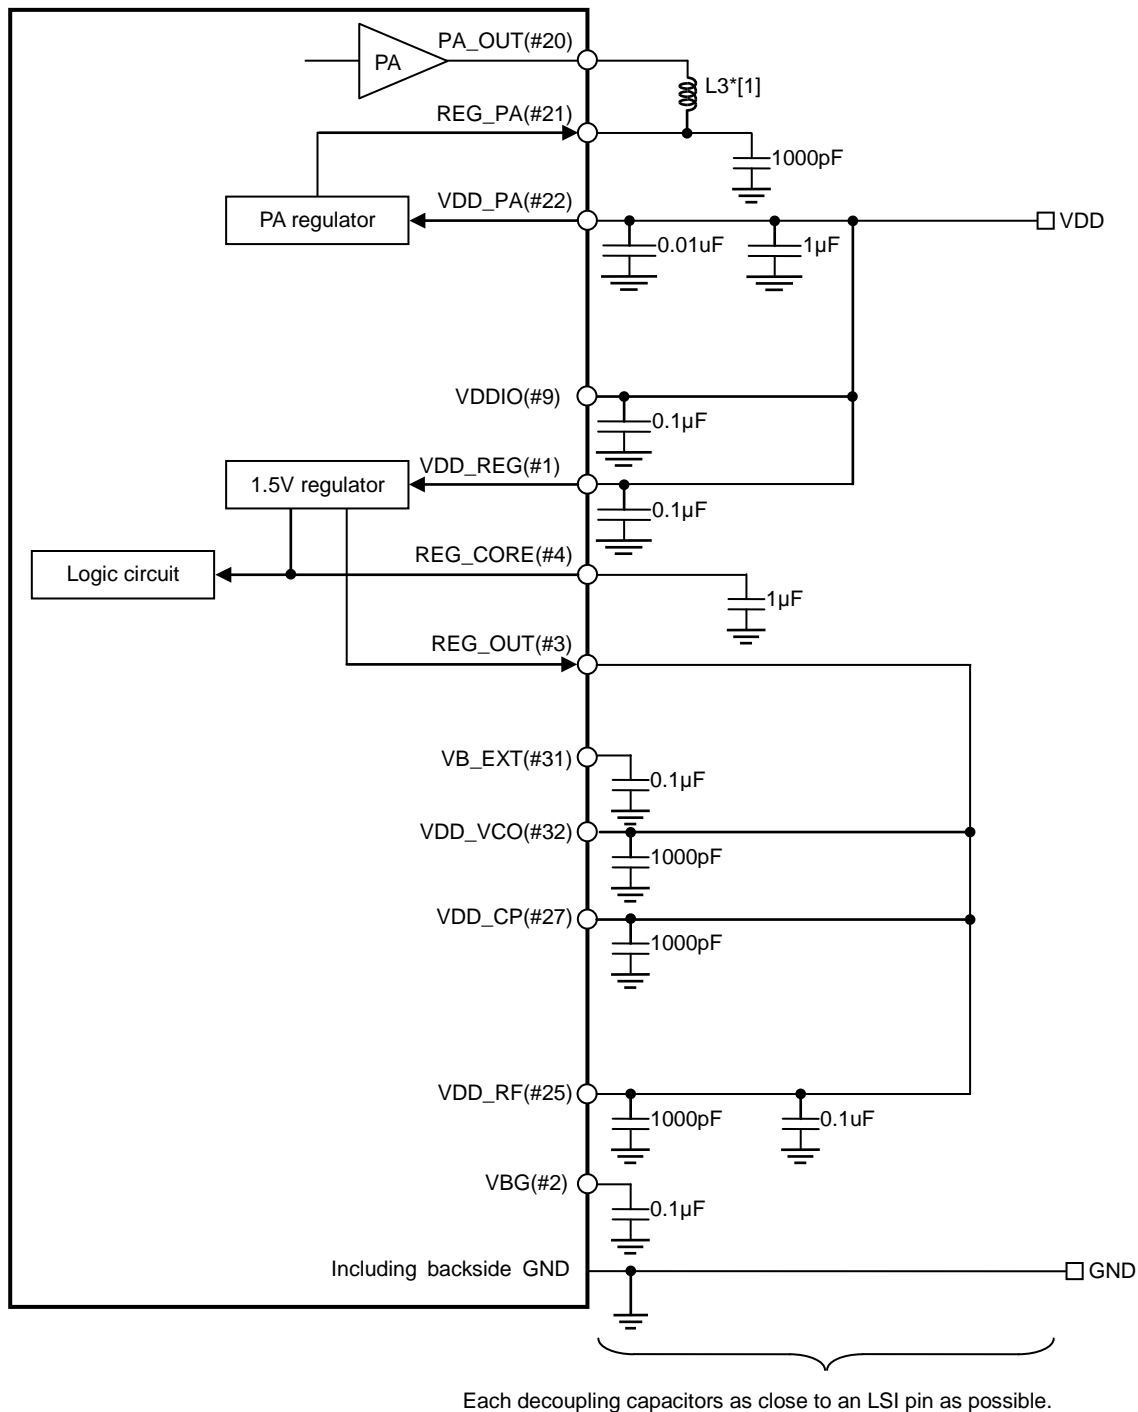 PA_OUT(#20)
PA
L3*[1]
REG_PA(#21)
1000pF
VDD_PA(#22)
PA regulator
VDD
0.01uF
1µF
VDDIO(#9)
0.1µF
VDD_REG(#1)
1.5V regulator
0.1µF
REG_CORE(#4)
Logic circuit
1µF
REG_OUT(#3)
VB_EXT(#31)
0.1µF
VDD_VCO(#32)
1000pF
VDD_CP(#27)
1000pF
VDD_RF(#25)
1000pF
0.1uF
VBG(#2)
0.1µF
Including backside GND
GND
Each decoupling capacitors as close to an LSI pin as possible.